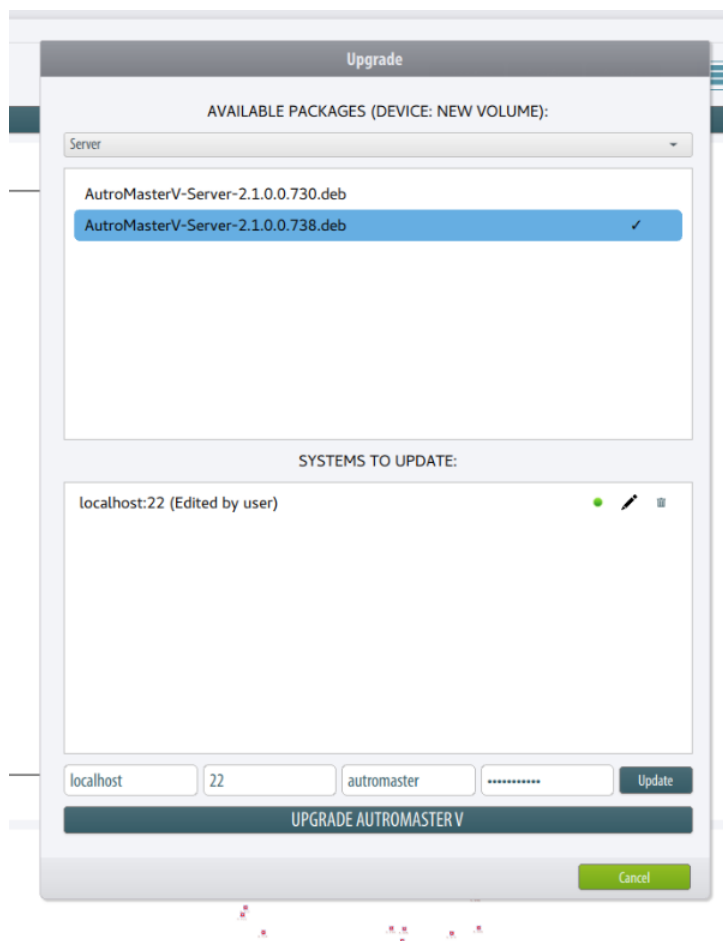 Upgrade
AVAILABLE PACKAGES (DEVICE: NEW VOLUME):
Server
AutroMasterV-Server-2.1.0.0.730.deb
AutroMasterV-Server-2.1.0.0.738.deb ✓
SYSTEMS TO UPDATE:
localhost:22 (Edited by user)
localhost 22 autromaster ••••••••••• Update
UPGRADE AUTROMASTER V
Cancel